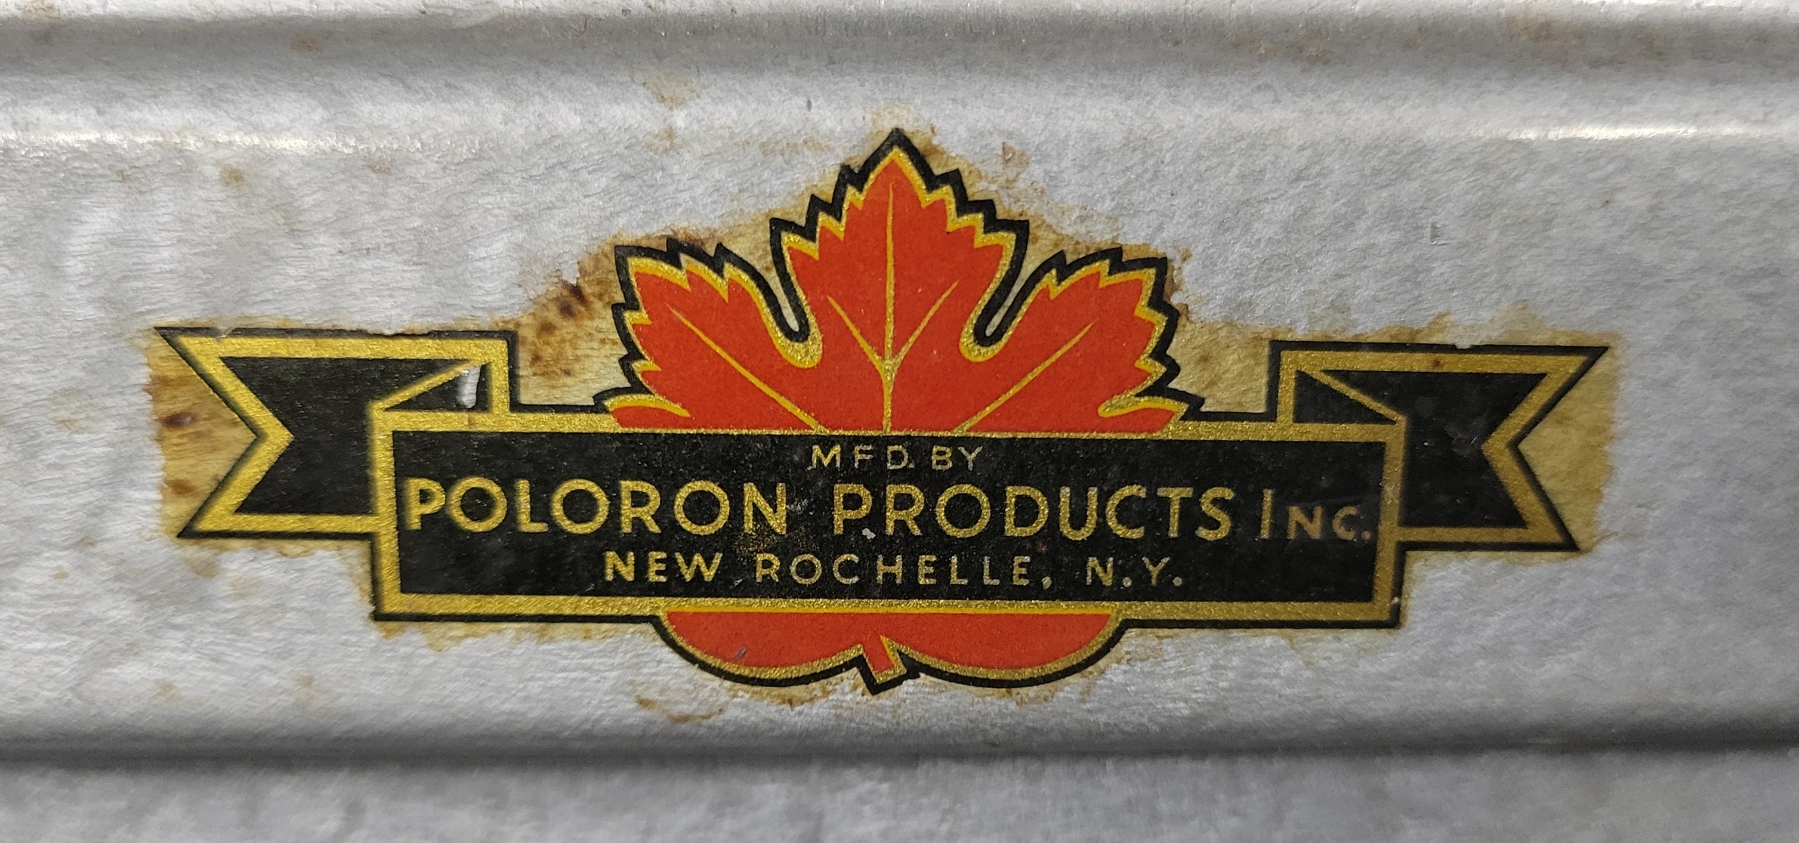 MFD. BY
POLORON PRODUCTS INC.
NEW ROCHELLE, N.Y.